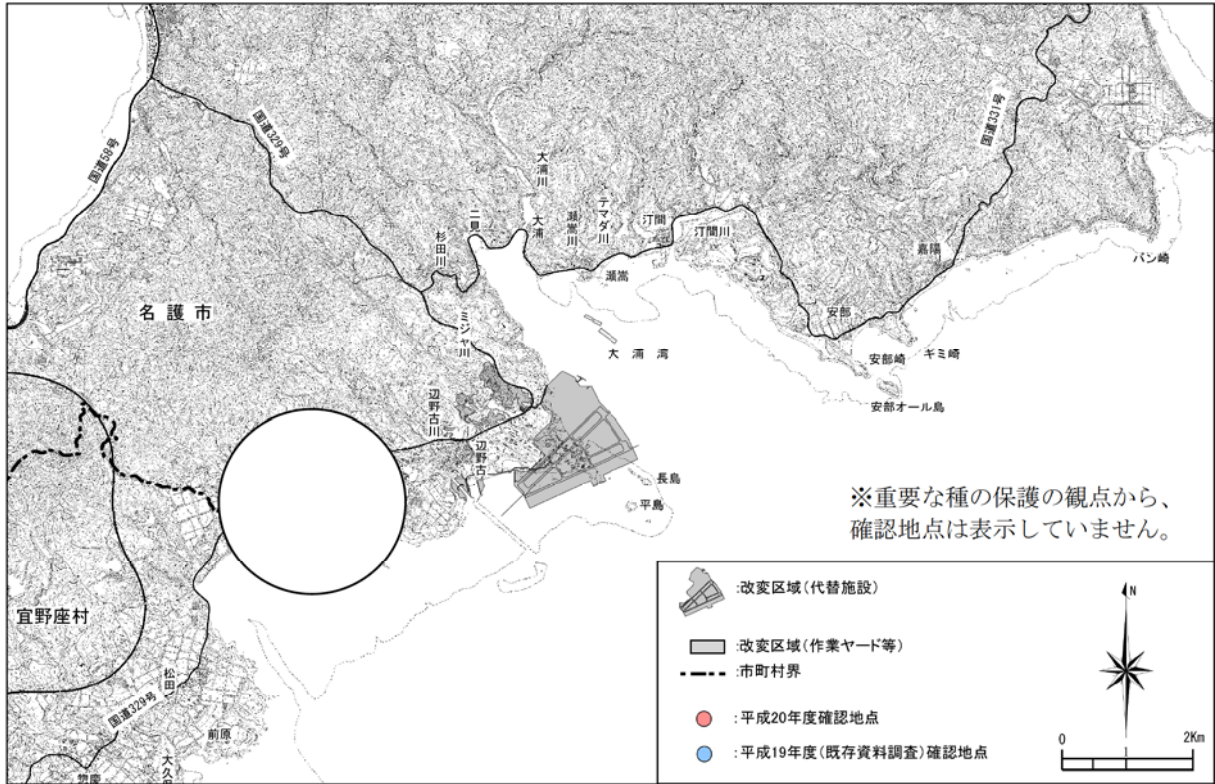 国道58号
国道329号
国道331号
大浦川
大浦
二見
杉田川
瀬嵩川
テマダ川
汀間
汀間川
瀬嵩
嘉陽
バン崎
名護市
ミジャ川
大浦湾
安部
安部崎
ギミ崎
安部オール島
辺野古川
辺野古
長島
平島
※重要な種の保護の観点から、
確認地点は表示していません。
宜野座村
松田
国道329号
前原
惣慶
:改変区域(代替施設)
:改変区域(作業ヤード等)
:市町村界
:平成20年度確認地点
:平成19年度(既存資料調査)確認地点
N
0 2Km